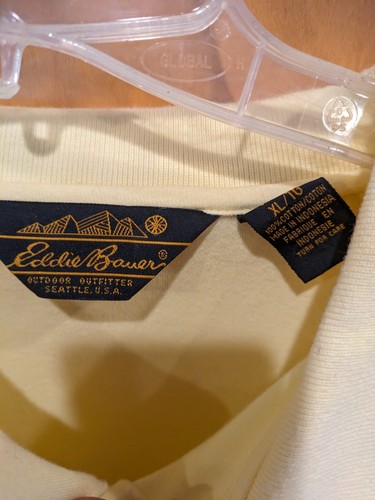 GLOBAL
Eddie Bauer®
OUTDOOR OUTFITTER
SEATTLE, U.S.A.
XL/TG
100% COTTON/COTON
MADE IN INDONESIA
FABRIQUE EN
INDONESIE
TURN FOR CARE